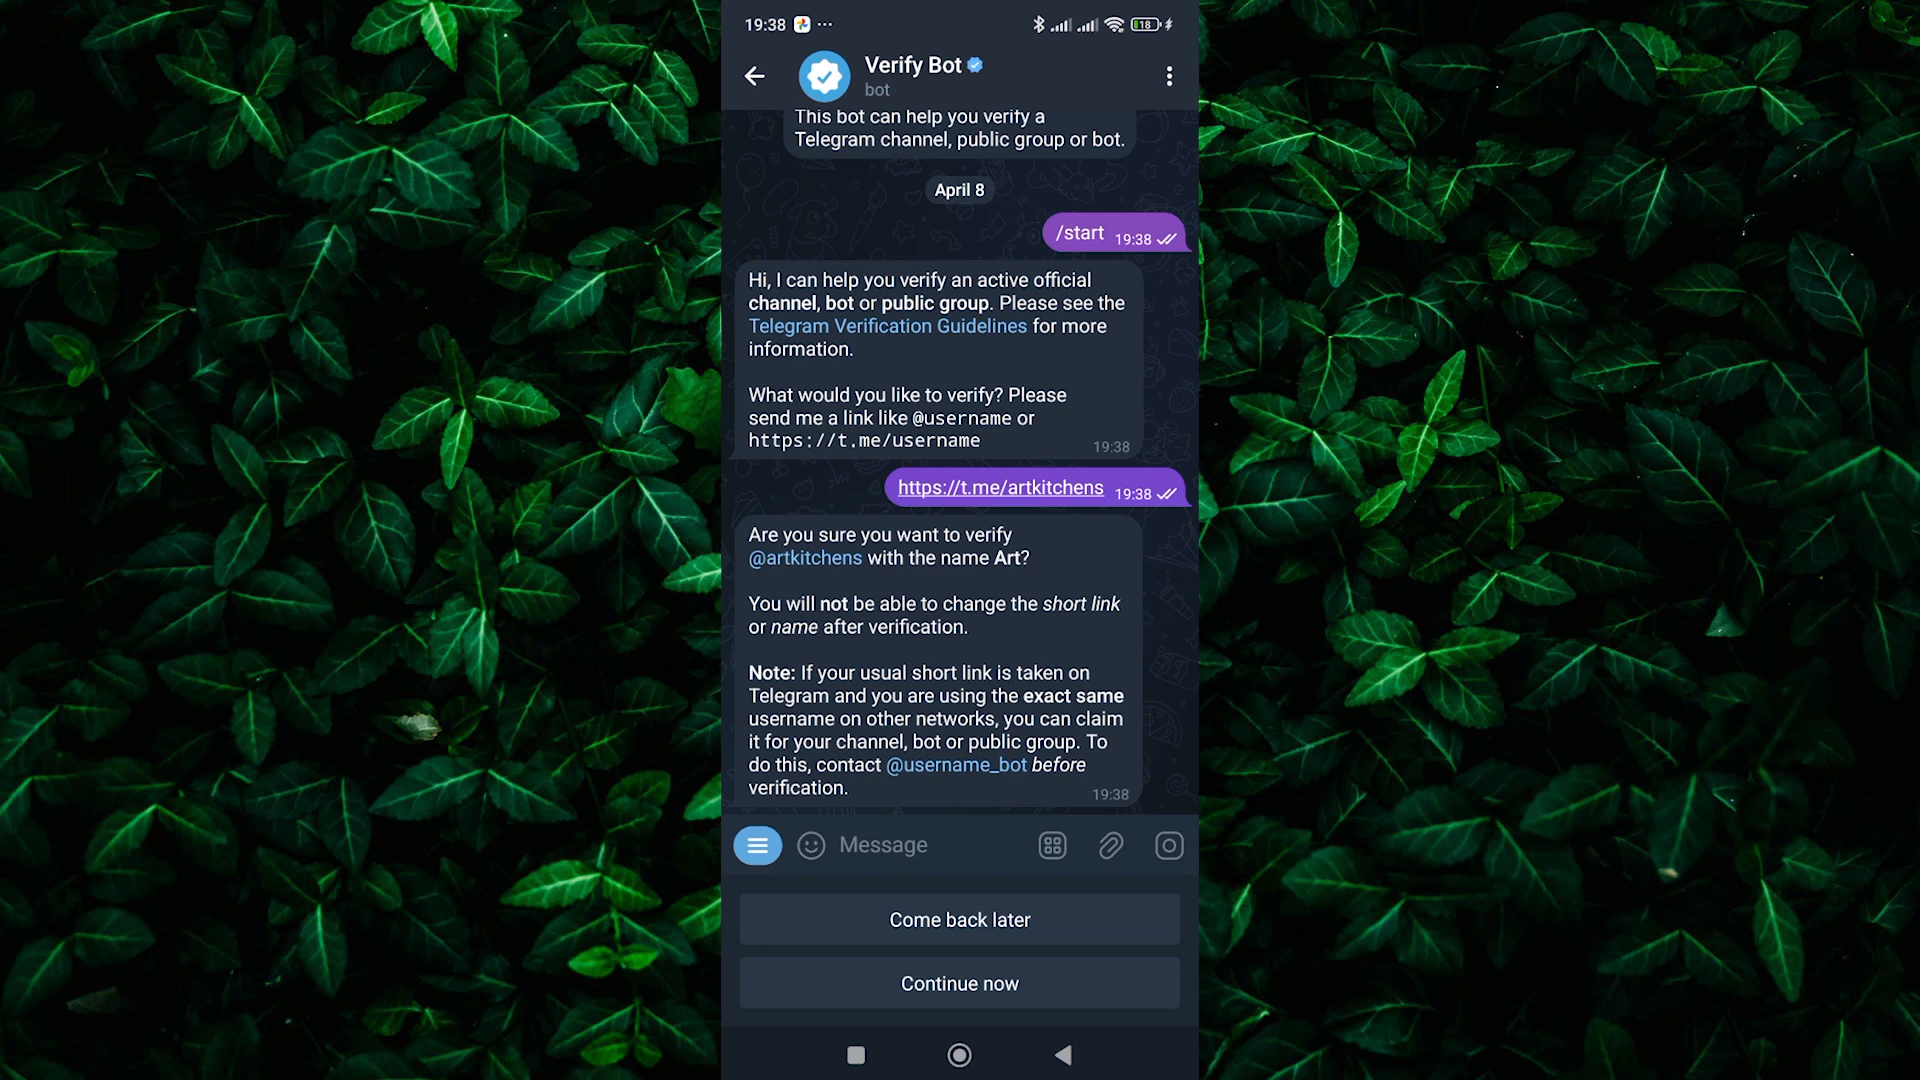 19:38
18
Verify Bot
bot
This bot can help you verify a
Telegram channel, public group or bot.
April 8
/start 19:38
Hi, I can help you verify an active official
channel, bot or public group. Please see the
Telegram Verification Guidelines for more
information.
What would you like to verify? Please
send me a link like @username or
https://t.me/username
19:38
https://t.me/artkitchens 19:38
Are you sure you want to verify
@artkitchens with the name Art?
You will not be able to change the short link
or name after verification.
Note: If your usual short link is taken on
Telegram and you are using the exact same
username on other networks, you can claim
it for your channel, bot or public group. To
do this, contact @username_bot before
verification.
19:38
Message
Come back later
Continue now